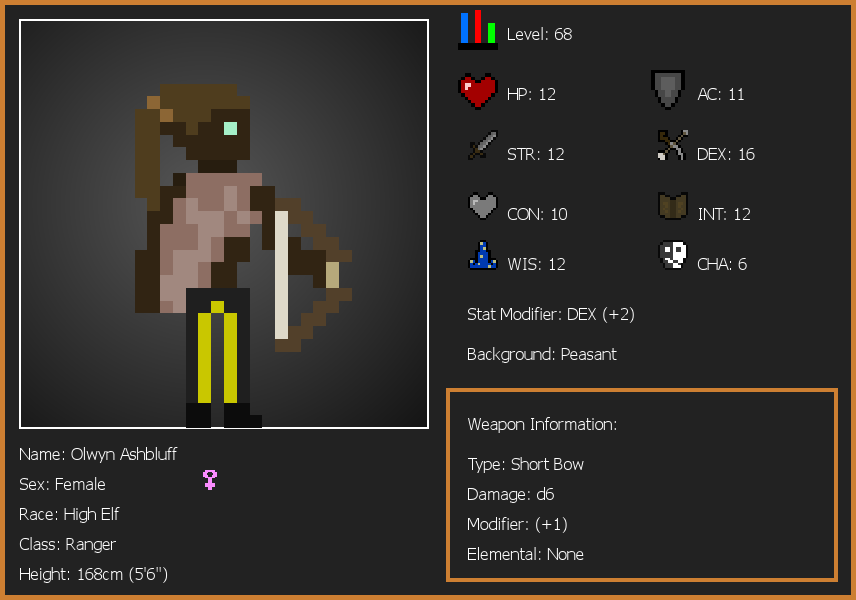 Level: 68
HP: 12
AC: 11
STR: 12
DEX: 16
CON: 10
INT: 12
WIS: 12
CHA: 6
Stat Modifier: DEX (+2)
Background: Peasant
Weapon Information:
Type: Short Bow
Damage: d6
Modifier: (+1)
Elemental: None
Name: Olwyn Ashbluff
Sex: Female
Race: High Elf
Class: Ranger
Height: 168cm (5'6")